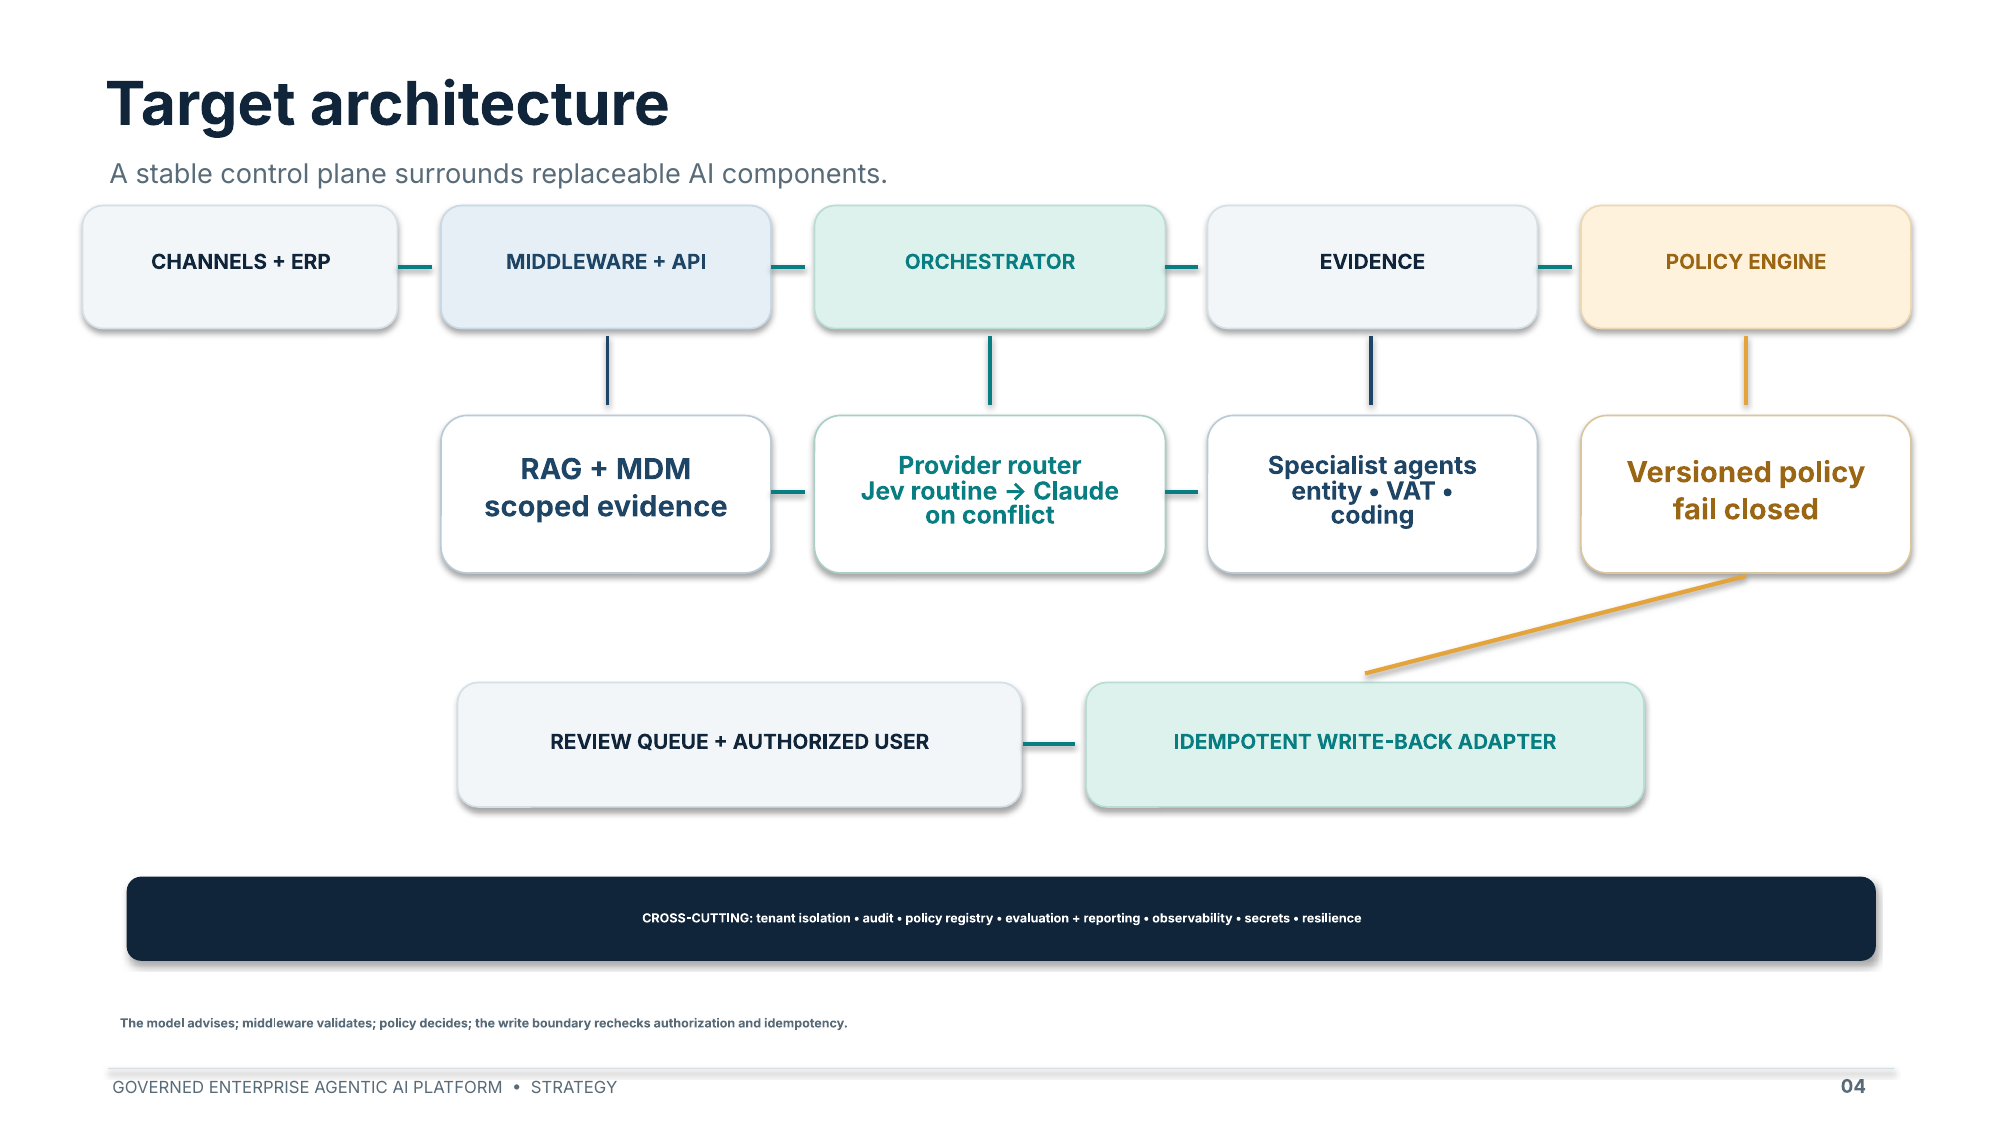 Target architecture
A stable control plane surrounds replaceable AI components.
CHANNELS + ERP
MIDDLEWARE + API
ORCHESTRATOR
EVIDENCE
POLICY ENGINE
RAG + MDM
scoped evidence
Provider router
Jev routine → Claude
on conflict
Specialist agents
entity • VAT •
coding
Versioned policy
fail closed
REVIEW QUEUE + AUTHORIZED USER
IDEMPOTENT WRITE-BACK ADAPTER
CROSS-CUTTING: tenant isolation • audit • policy registry • evaluation + reporting • observability • secrets • resilience
The model advises; middleware validates; policy decides; the write boundary rechecks authorization and idempotency.
GOVERNED ENTERPRISE AGENTIC AI PLATFORM • STRATEGY
04